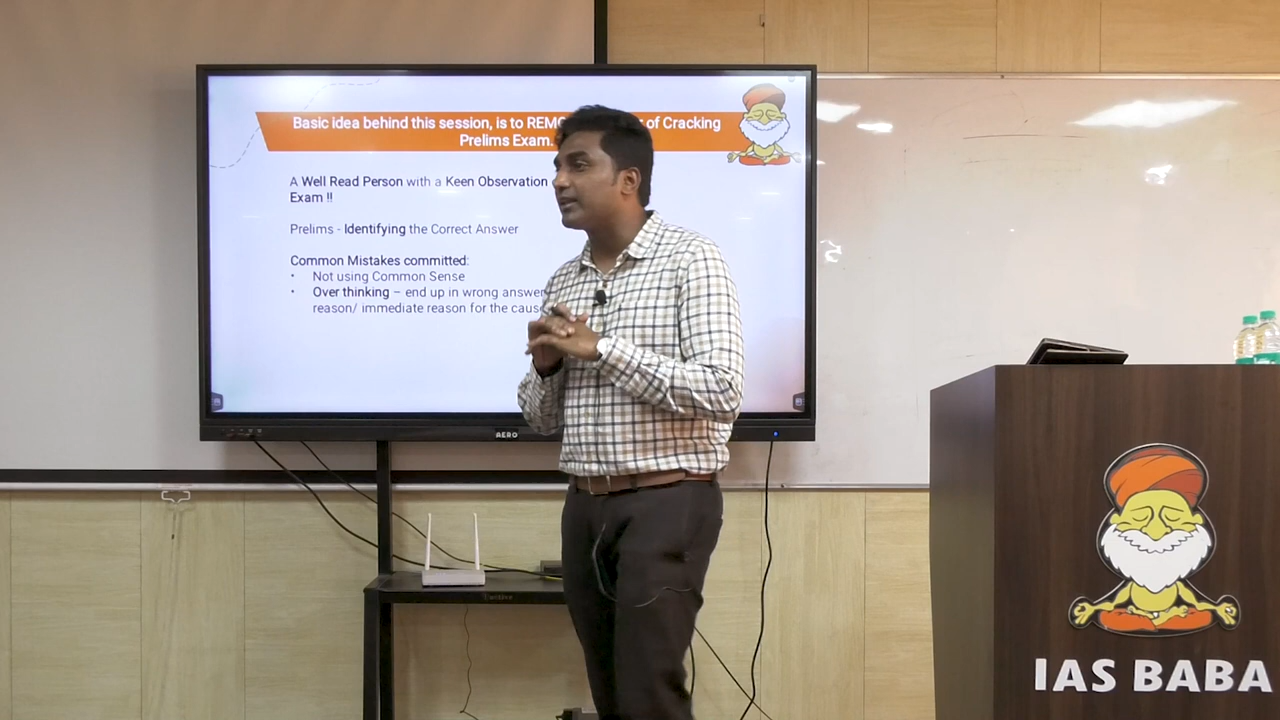 Basic idea behind this session, is to REMO of Cracking
Prelims Exam.
A Well Read Person with a Keen Observation
Exam !!
Prelims - Identifying the Correct Answer
Common Mistakes committed:
• Not using Common Sense
• Over thinking – end up in wrong answer
reason/ immediate reason for the cause
AERO
IAS BABA